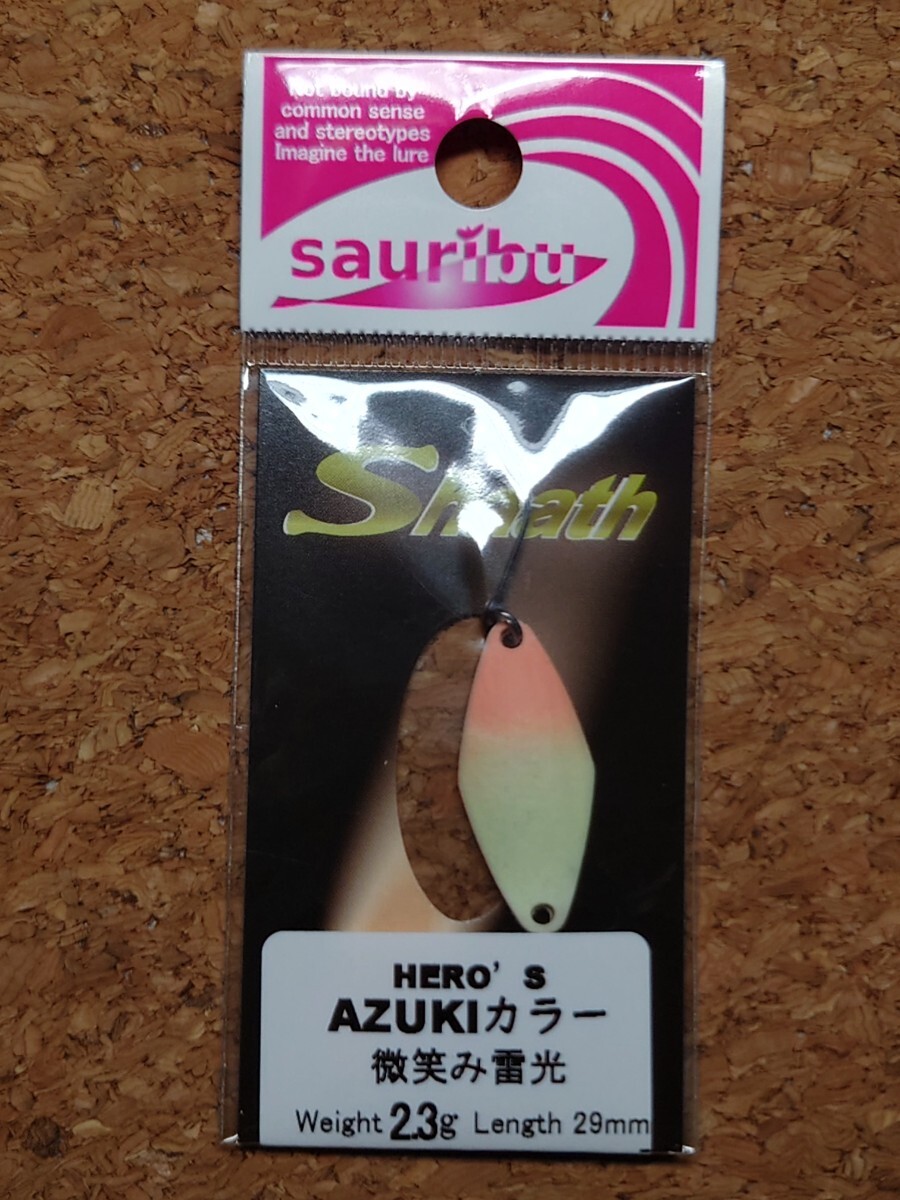 Not bound by
common sense
and stereotypes
Imagine the lure
sauribu
HERO'S
AZUKIカラー
微笑み雷光
Weight 2.3g Length 29mm